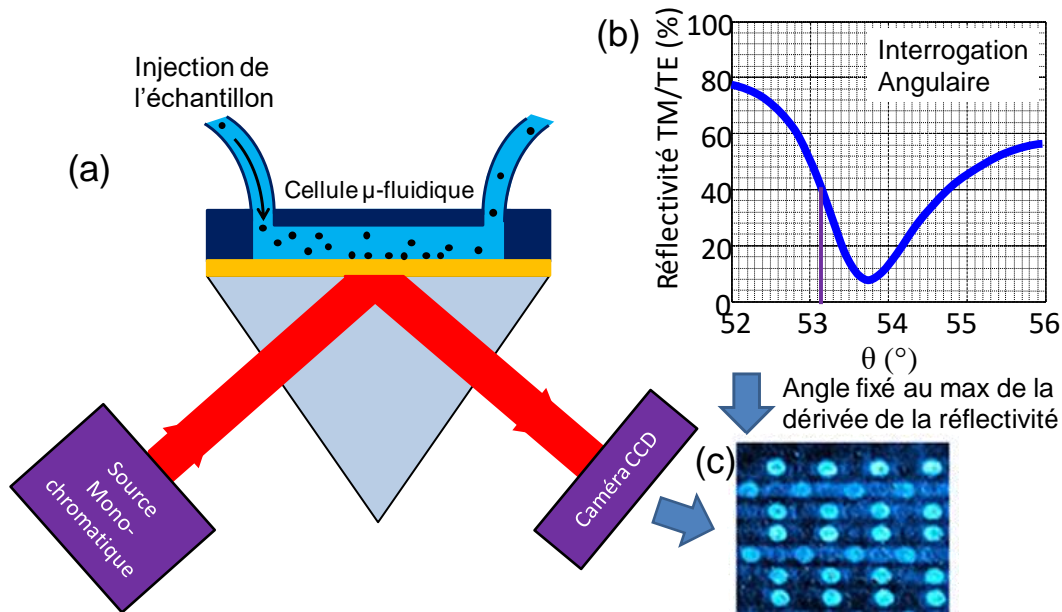 Injection de
l'échantillon
(a)
Cellule µ-fluidique
Source
Mono-
chromatique
Caméra CCD
(b)
Réflectivité TM/TE (%)
100
80
60
40
20
0
Interrogation
Angulaire
52 53 54 55 56
θ (°)
Angle fixé au max de la
dérivée de la réflectivité
(c)